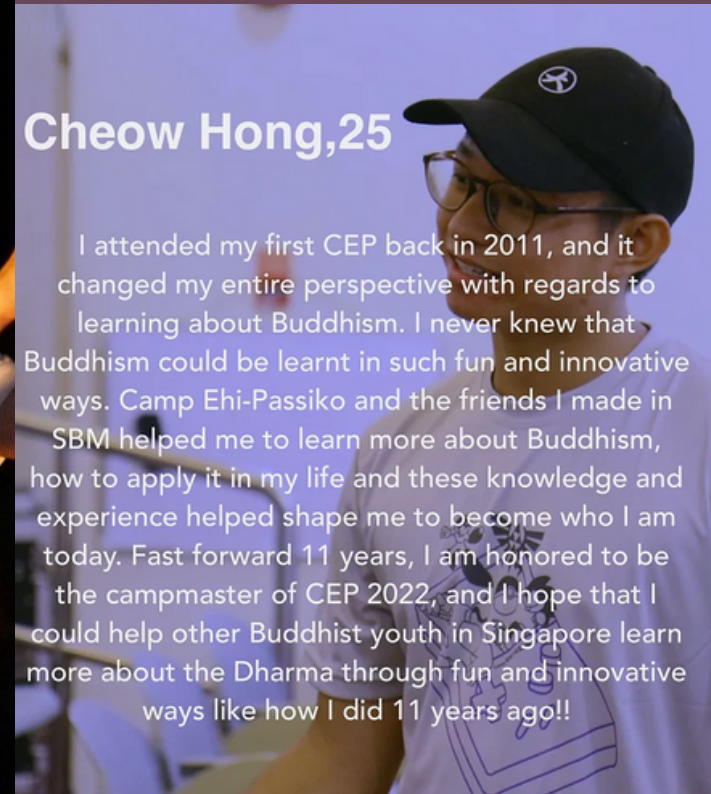 Cheow Hong,25
I attended my first CEP back in 2011, and it
changed my entire perspective with regards to
learning about Buddhism. I never knew that
Buddhism could be learnt in such fun and innovative
ways. Camp Ehi-Passiko and the friends I made in
SBM helped me to learn more about Buddhism,
how to apply it in my life and these knowledge and
experience helped shape me to become who I am
today. Fast forward 11 years, I am honored to be
the campmaster of CEP 2022, and I hope that I
could help other Buddhist youth in Singapore learn
more about the Dharma through fun and innovative
ways like how I did 11 years ago!!